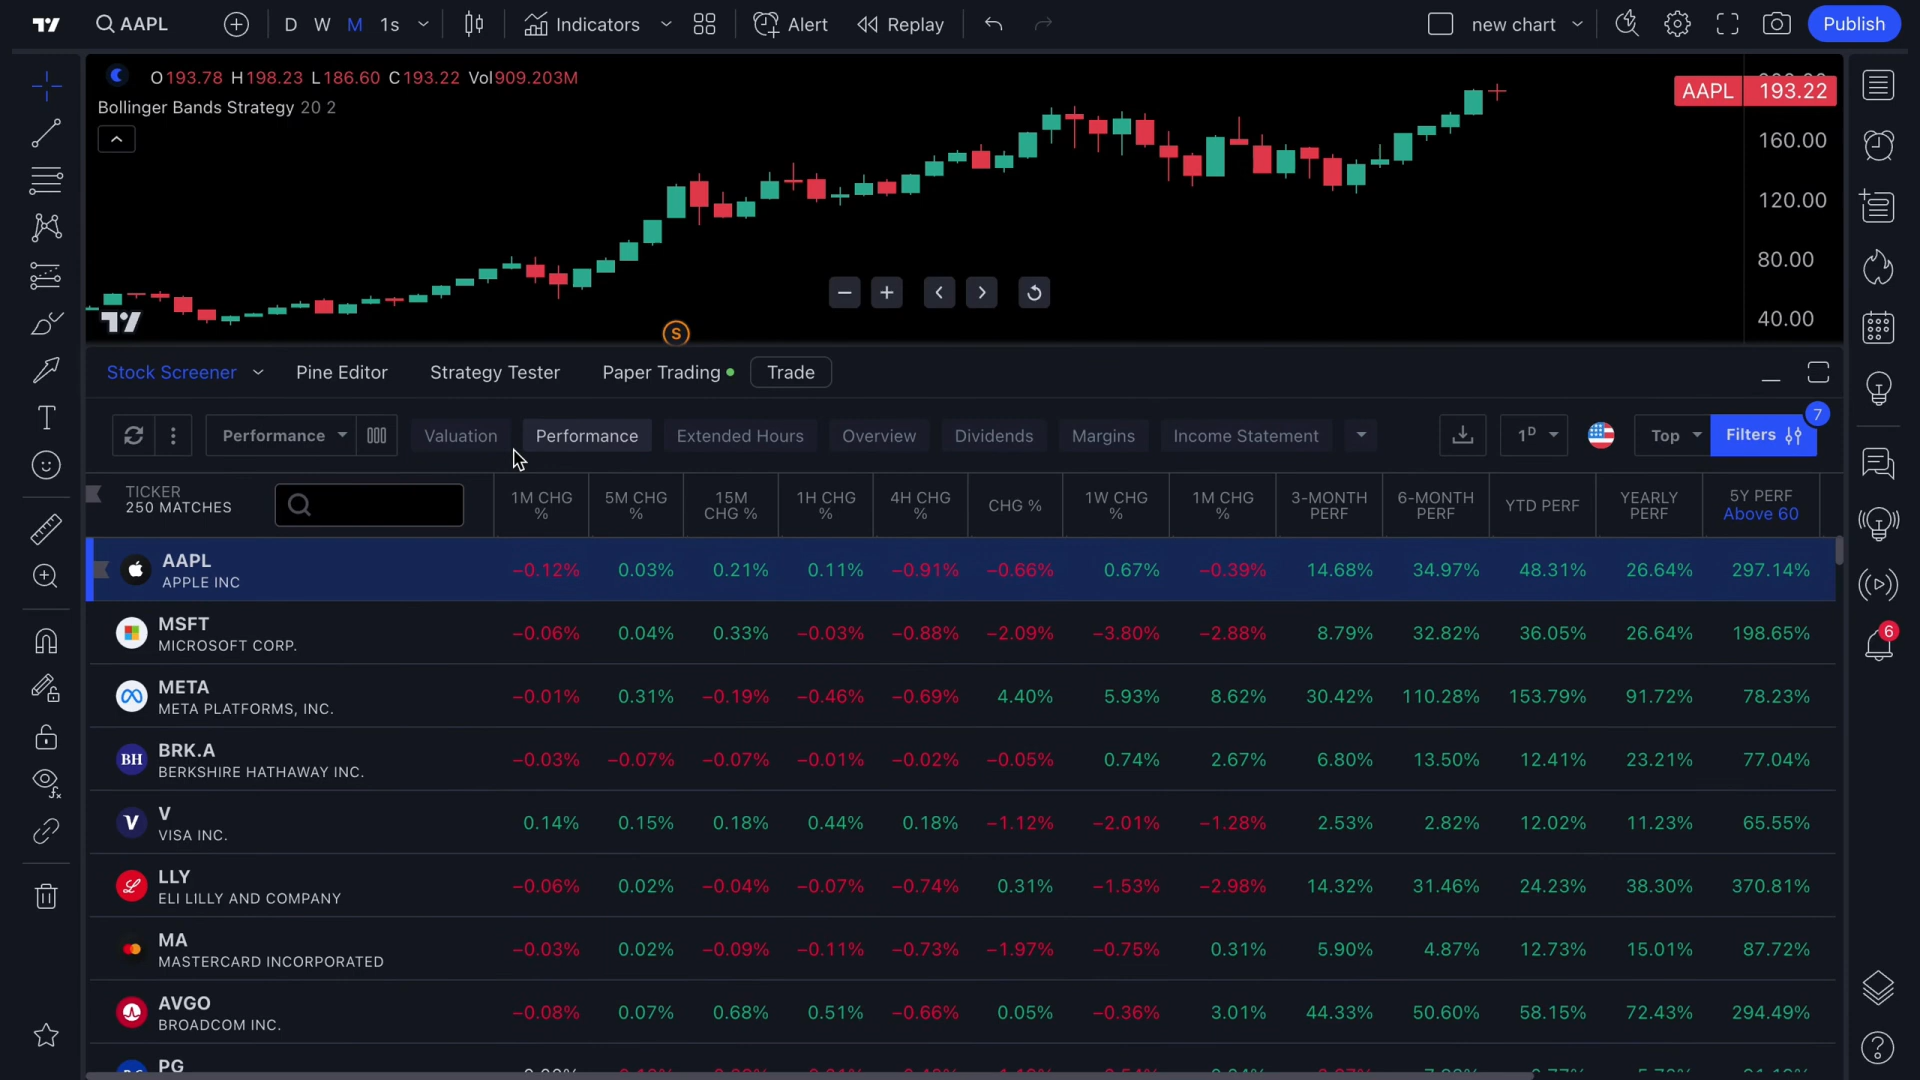 AAPL D W M 1s Indicators Alert Replay new chart Publish
O193.78 H198.23 L186.60 C193.22 Vol909.203M
Bollinger Bands Strategy 20 2
AAPL 193.22
160.00
120.00
80.00
40.00
S
Stock Screener Pine Editor Strategy Tester Paper Trading Trade
7
Performance Valuation Performance Extended Hours Overview Dividends Margins Income Statement 1D Top Filters
TICKER
250 MATCHES
1M CHG %
5M CHG %
15M CHG %
1H CHG %
4H CHG %
CHG %
1W CHG %
1M CHG %
3-MONTH PERF
6-MONTH PERF
YTD PERF
YEARLY PERF
5Y PERF
Above 60
AAPL
APPLE INC
−0.12% 0.03% 0.21% 0.11% −0.91% −0.66% 0.67% −0.39% 14.68% 34.97% 48.31% 26.64% 297.14%
MSFT
MICROSOFT CORP.
−0.06% 0.04% 0.33% −0.03% −0.88% −2.09% −3.80% −2.88% 8.79% 32.82% 36.05% 26.64% 198.65%
6
META
META PLATFORMS, INC.
−0.01% 0.31% −0.19% −0.46% −0.69% 4.40% 5.93% 8.62% 30.42% 110.28% 153.79% 91.72% 78.23%
BH
BRK.A
BERKSHIRE HATHAWAY INC.
−0.03% −0.07% −0.07% −0.01% −0.02% −0.05% 0.74% 2.67% 6.80% 13.50% 12.41% 23.21% 77.04%
V
V
VISA INC.
0.14% 0.15% 0.18% 0.44% 0.18% −1.12% −2.01% −1.28% 2.53% 2.82% 12.02% 11.23% 65.55%
LLY
ELI LILLY AND COMPANY
−0.06% 0.02% −0.04% −0.07% −0.74% 0.31% −1.53% −2.98% 14.32% 31.46% 24.23% 38.30% 370.81%
MA
MASTERCARD INCORPORATED
−0.03% 0.02% −0.09% −0.11% −0.73% −1.97% −0.75% 0.31% 5.90% 4.87% 12.73% 15.01% 87.72%
AVGO
BROADCOM INC.
−0.08% 0.07% 0.68% 0.51% −0.66% 0.05% −0.36% 3.01% 44.33% 50.60% 58.15% 72.43% 294.49%
PG